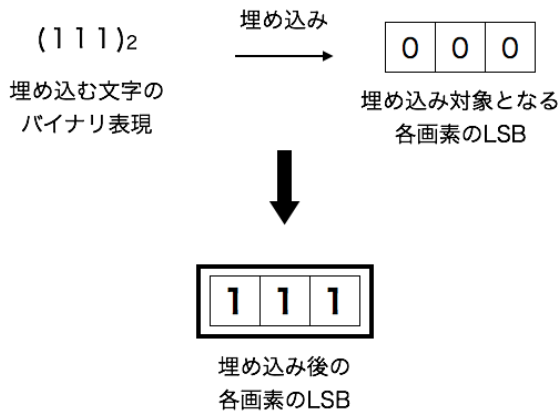 埋め込み
(111)2
0 0 0
埋め込む文字の
バイナリ表現
埋め込み対象となる
各画素のLSB
1 1 1
埋め込み後の
各画素のLSB